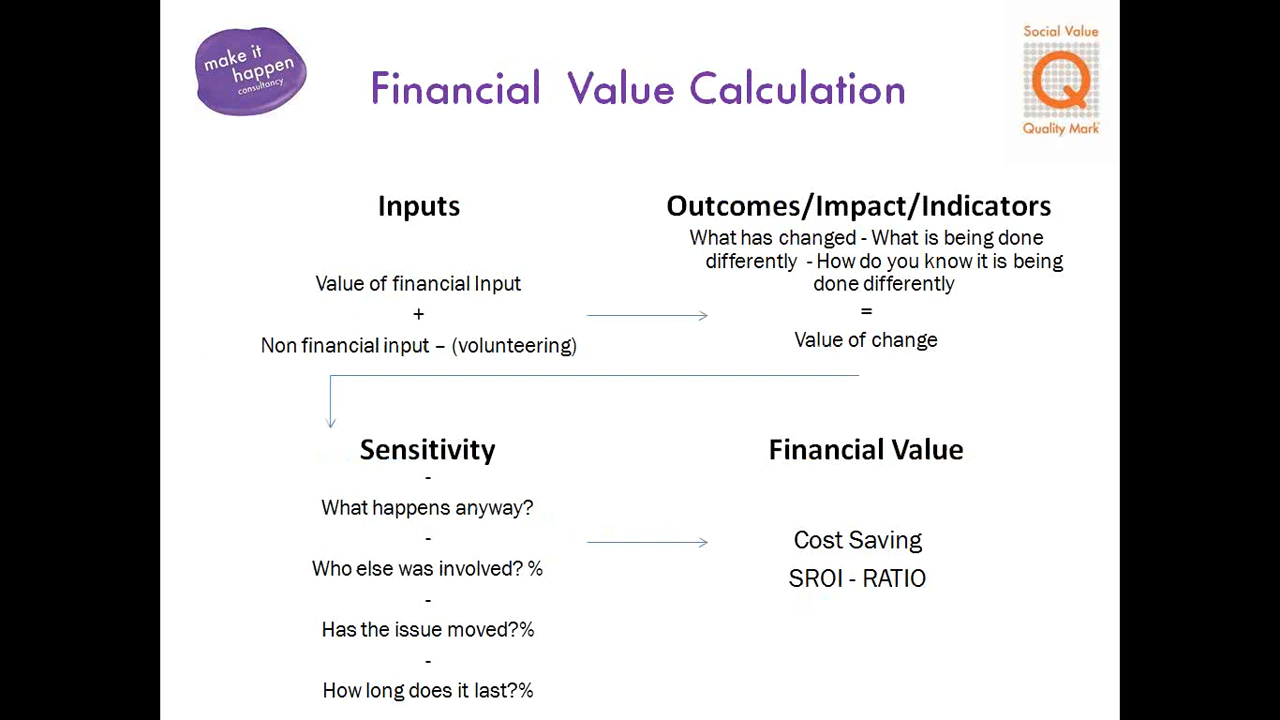 make it
happen
consultancy
Financial Value Calculation
Social Value
Q
Quality Mark™
Inputs
Value of financial Input
+
Non financial input – (volunteering)
Outcomes/Impact/Indicators
What has changed - What is being done
differently - How do you know it is being
done differently
=
Value of change
Sensitivity
-
What happens anyway?
-
Who else was involved? %
-
Has the issue moved?%
-
How long does it last?%
Financial Value
Cost Saving
SROI - RATIO